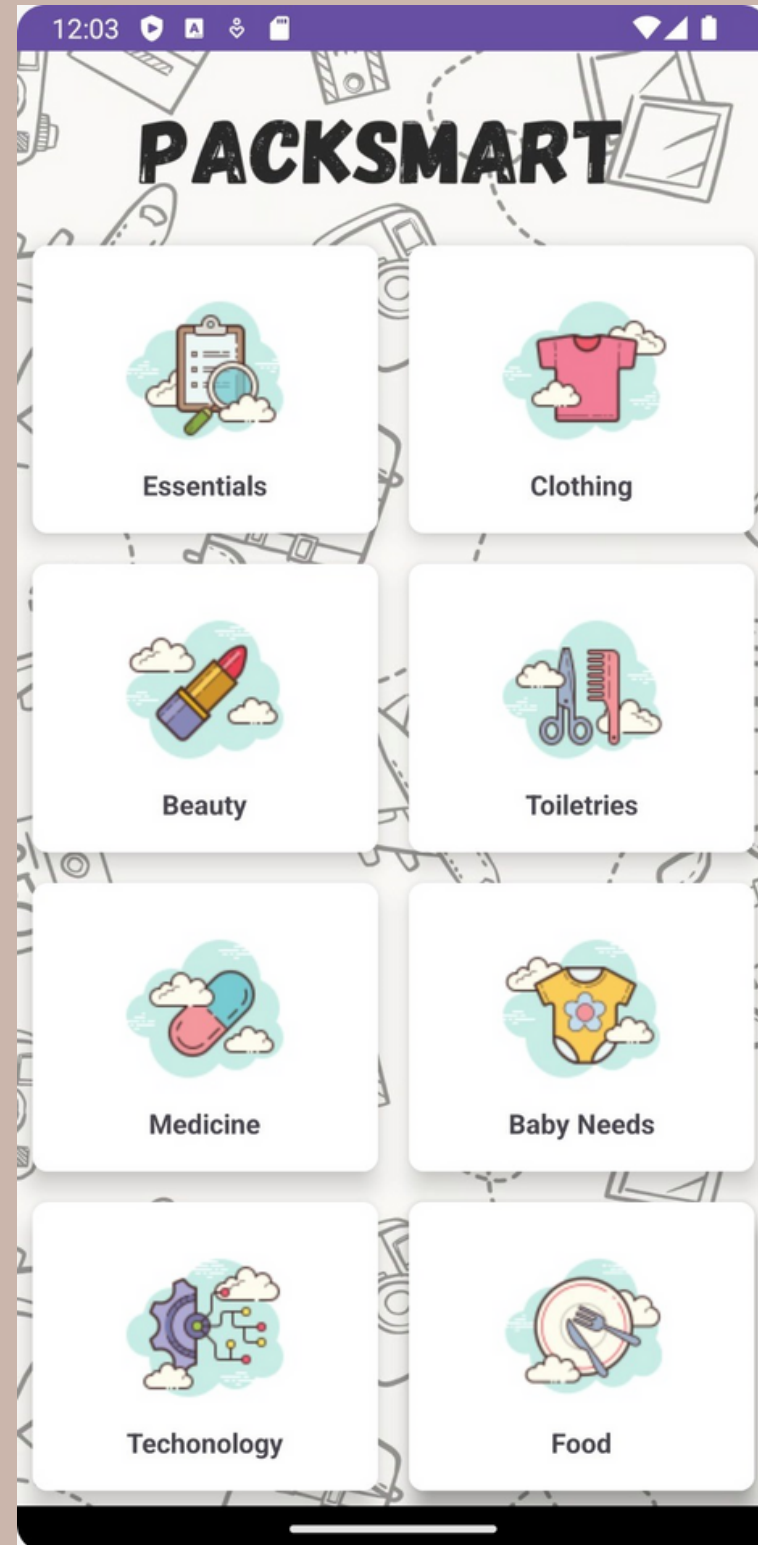 12:03
PACKSMART
Essentials
Clothing
Beauty
Toiletries
Medicine
Baby Needs
Techonology
Food